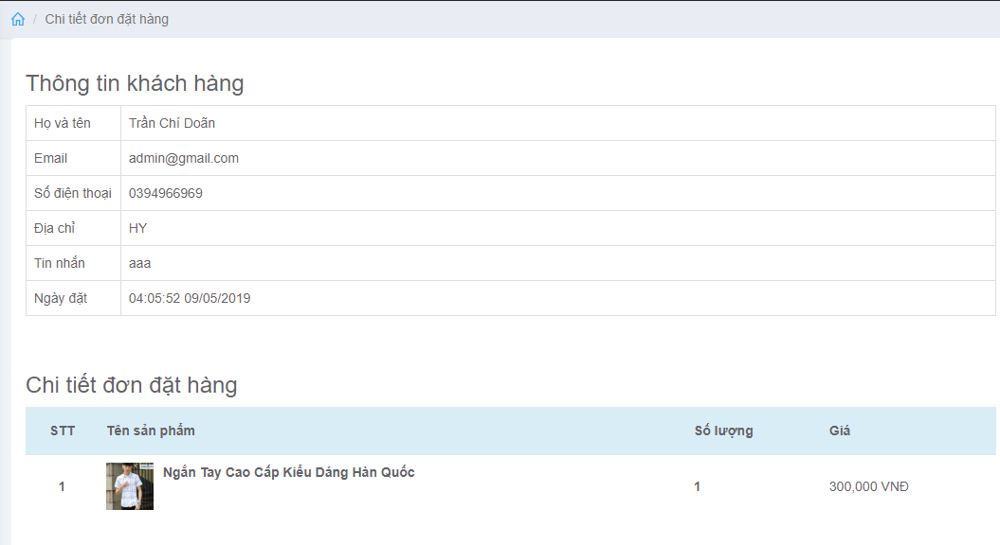 / Chi tiết đơn đặt hàng
Thông tin khách hàng
Họ và tên Trần Chí Doãn
Email admin@gmail.com
Số điện thoại 0394966969
Địa chỉ HY
Tin nhắn aaa
Ngày đặt 04:05:52 09/05/2019
Chi tiết đơn đặt hàng
STT Tên sản phẩm Số lượng Giá
1 Ngắn Tay Cao Cấp Kiểu Dáng Hàn Quốc 1 300,000 VNĐ